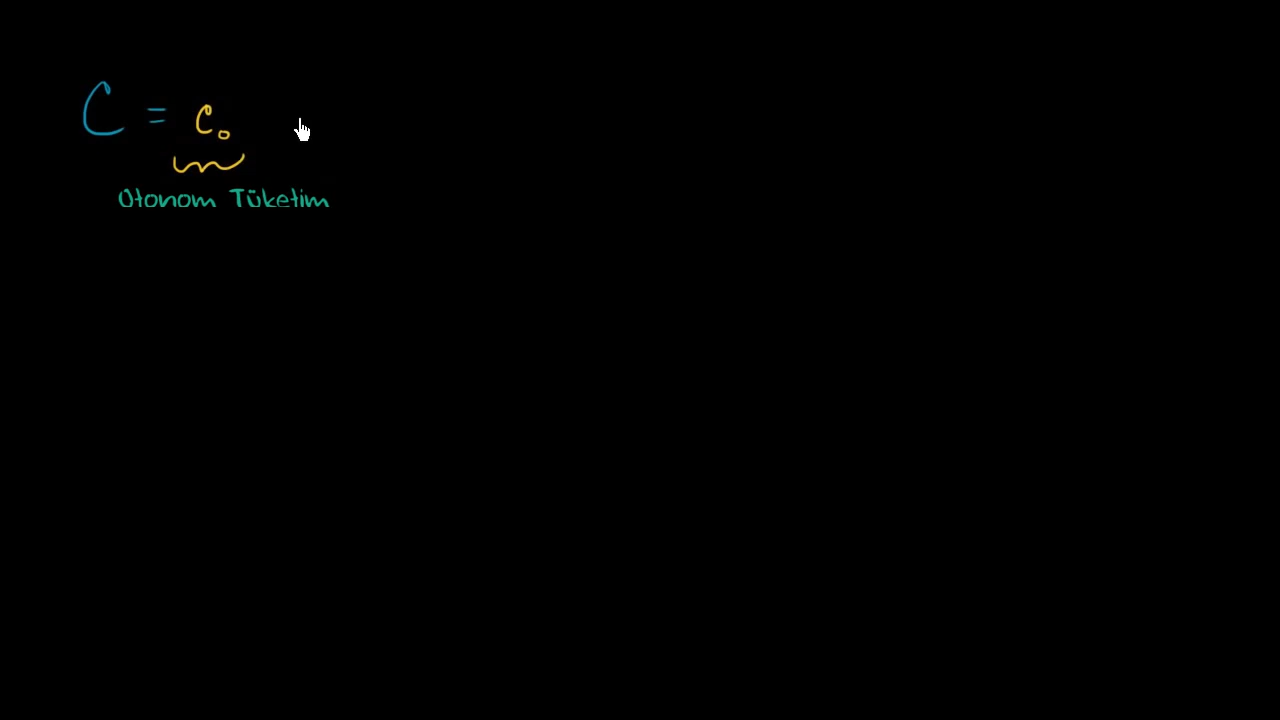 C = c₀
Otonom Tüketim